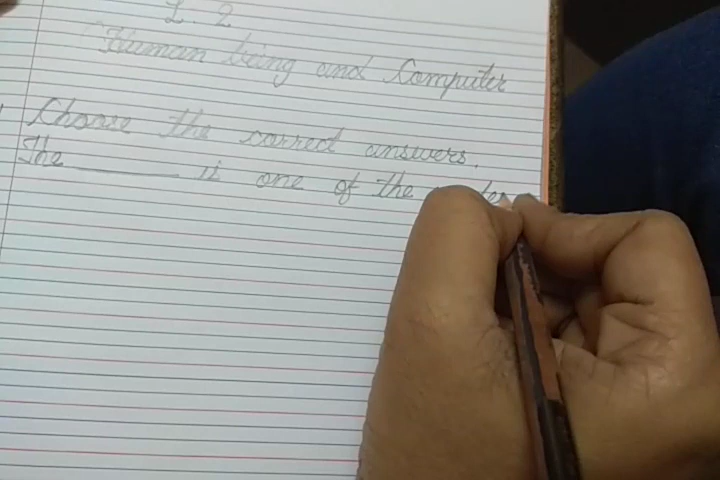 L. 2
Human being and Computer
Choose the correct answers.
The ______ is one of the